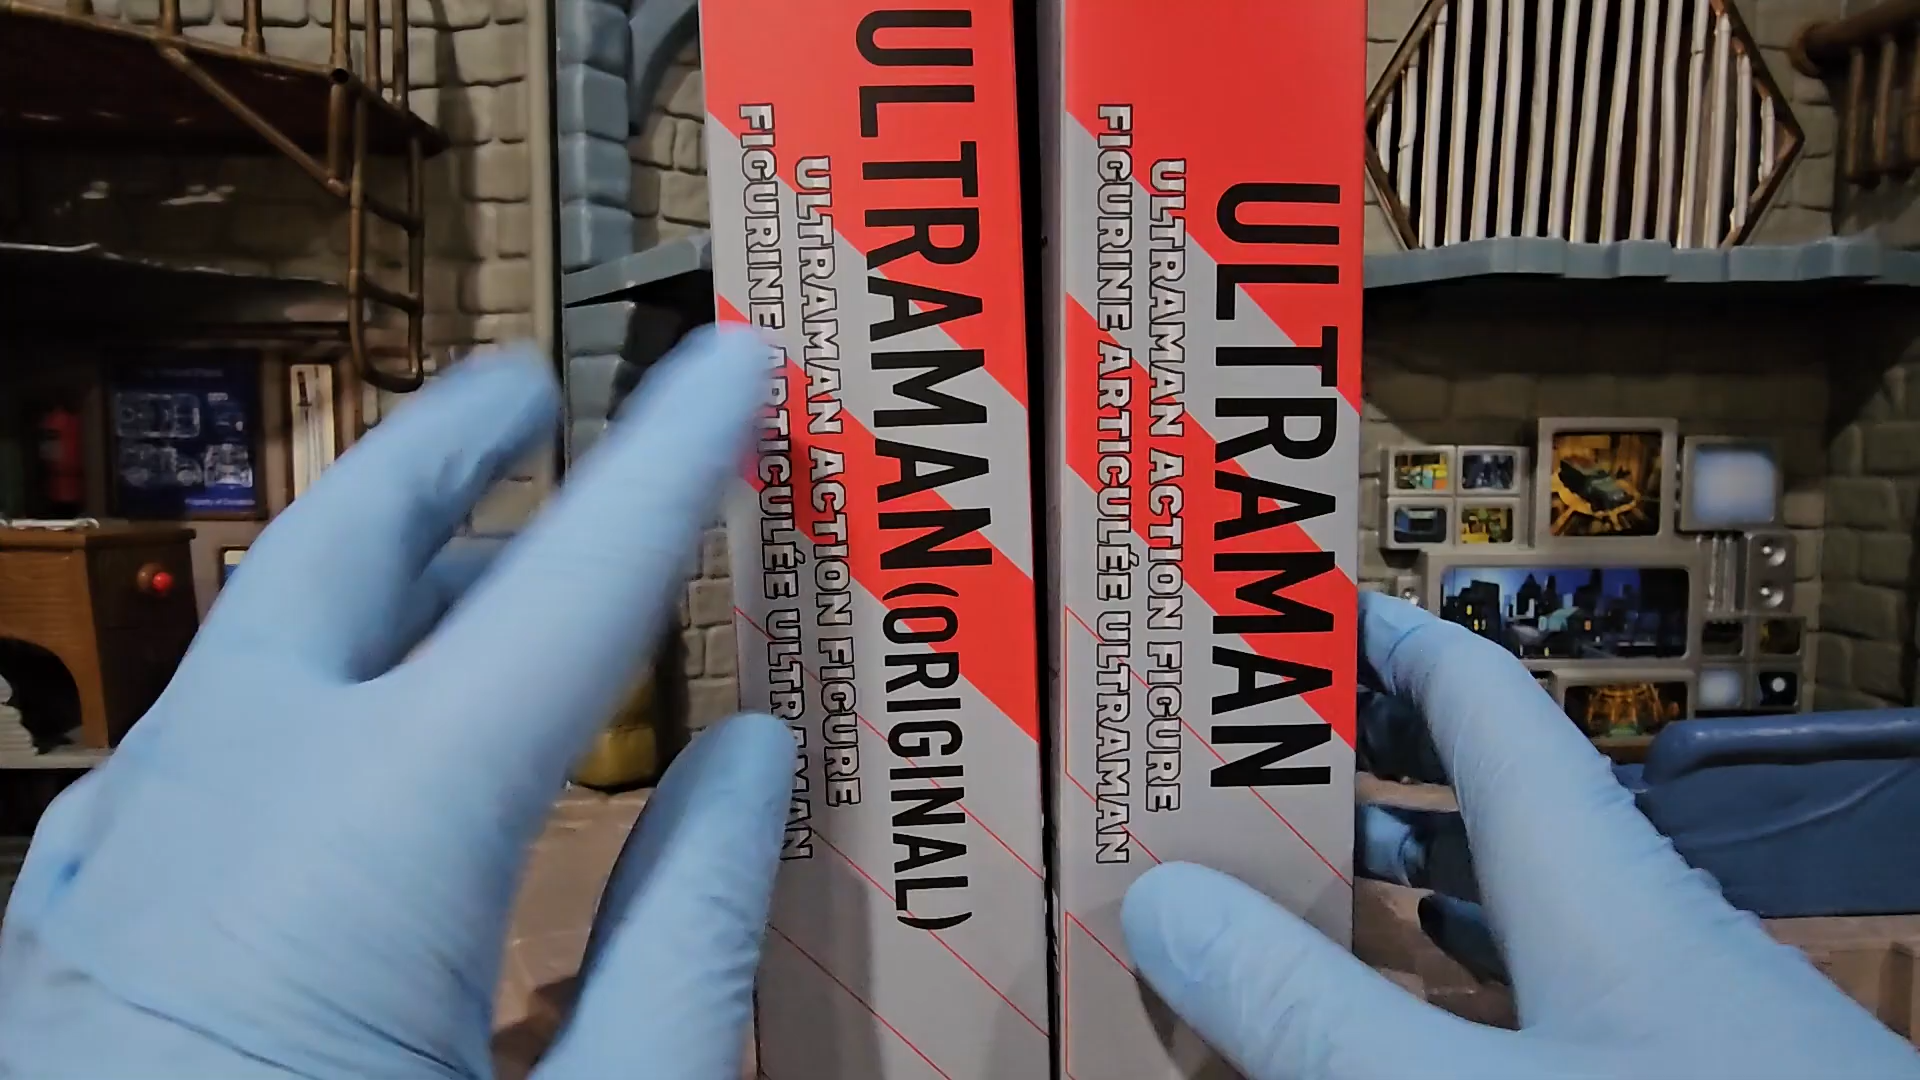 ULTRAMAN (ORIGINAL)
ULTRAMAN ACTION FIGURE
FIGURINE ARTICULÉE ULTRAMAN
ULTRAMAN
ULTRAMAN ACTION FIGURE
FIGURINE ARTICULÉE ULTRAMAN